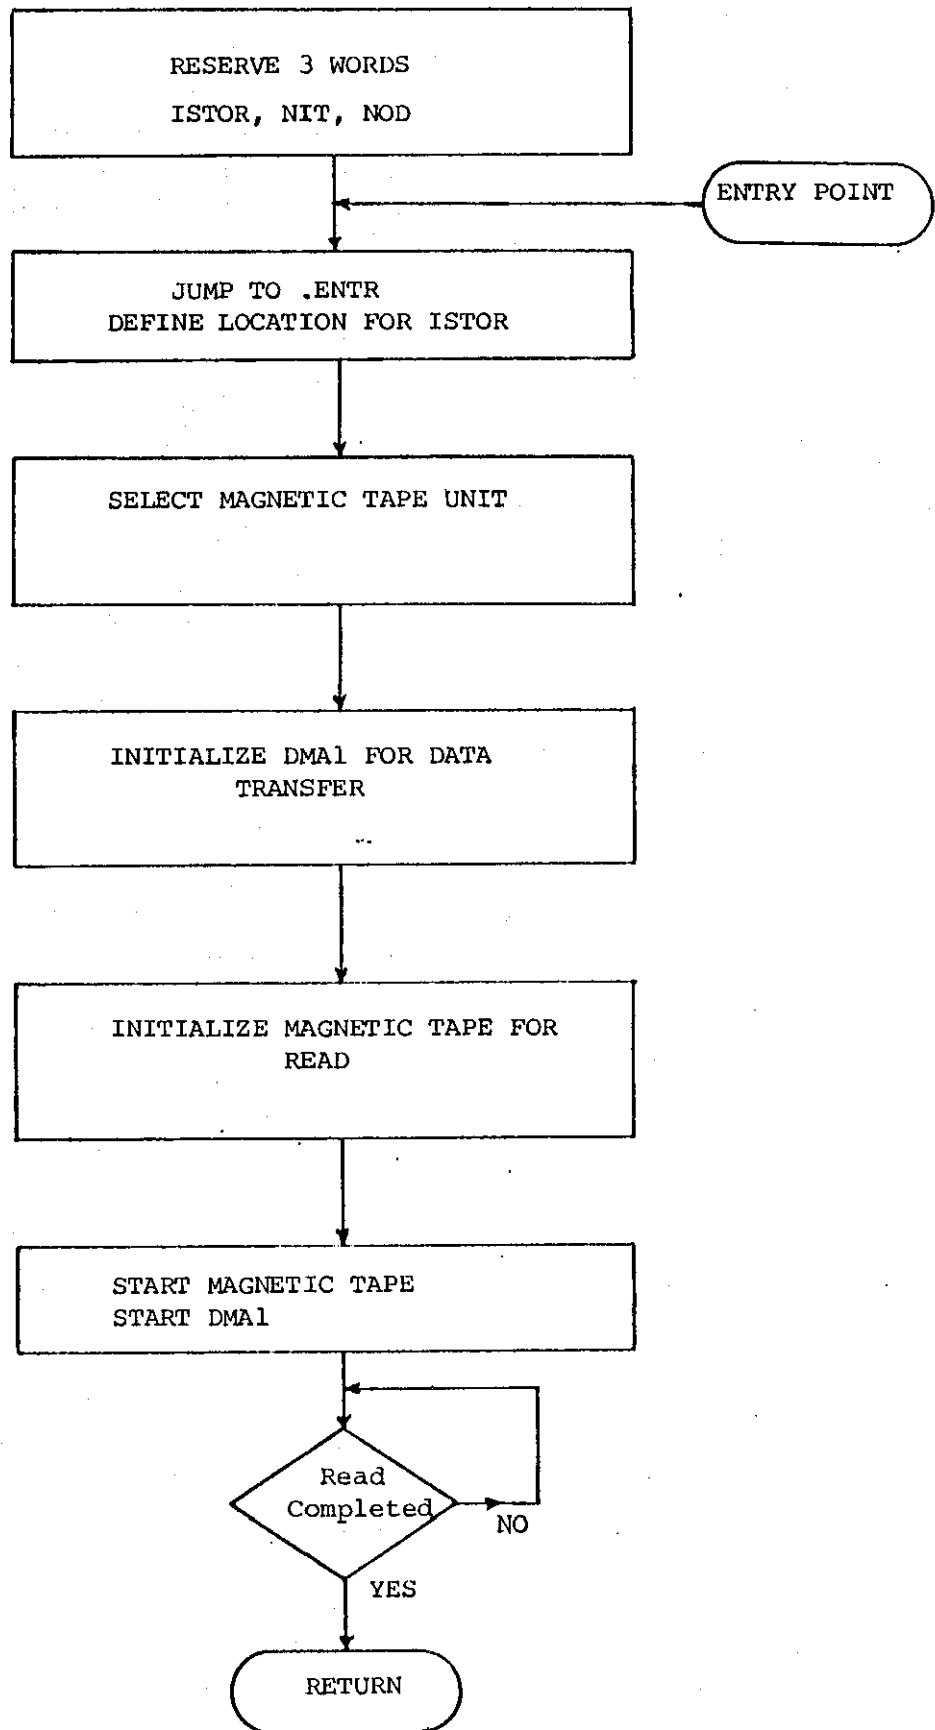 RESERVE 3 WORDS
ISTOR, NIT, NOD
ENTRY POINT
JUMP TO .ENTR
DEFINE LOCATION FOR ISTOR
SELECT MAGNETIC TAPE UNIT
INITIALIZE DMA1 FOR DATA
TRANSFER
INITIALIZE MAGNETIC TAPE FOR
READ
START MAGNETIC TAPE
START DMA1
Read
Completed
NO
YES
RETURN